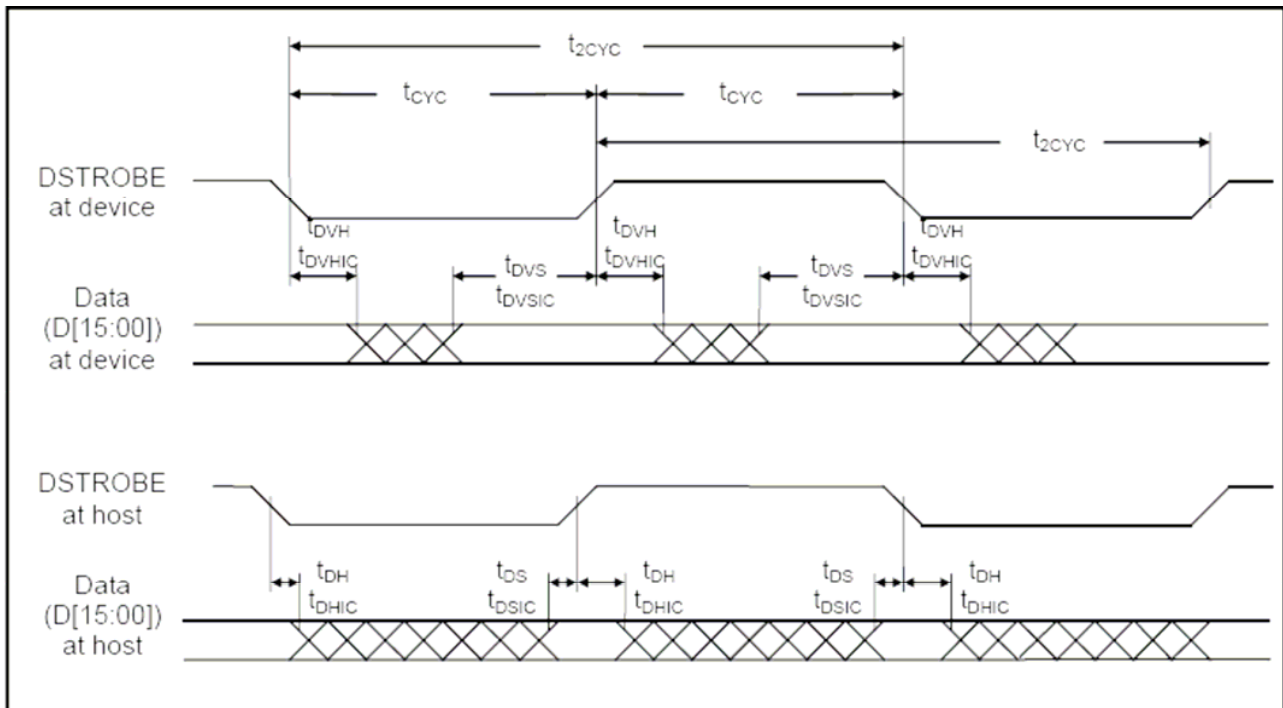 t2CYC
tCYC tCYC
t2CYC
DSTROBE
at device
tDVH tDVH tDVH
tDVHIC tDVS tDVHIC tDVS tDVHIC
tDVSIC tDVSIC
Data
(D[15:00])
at device
DSTROBE
at host
tDH tDS tDH tDS tDH
tDHIC tDSIC tDHIC tDSIC tDHIC
Data
(D[15:00])
at host